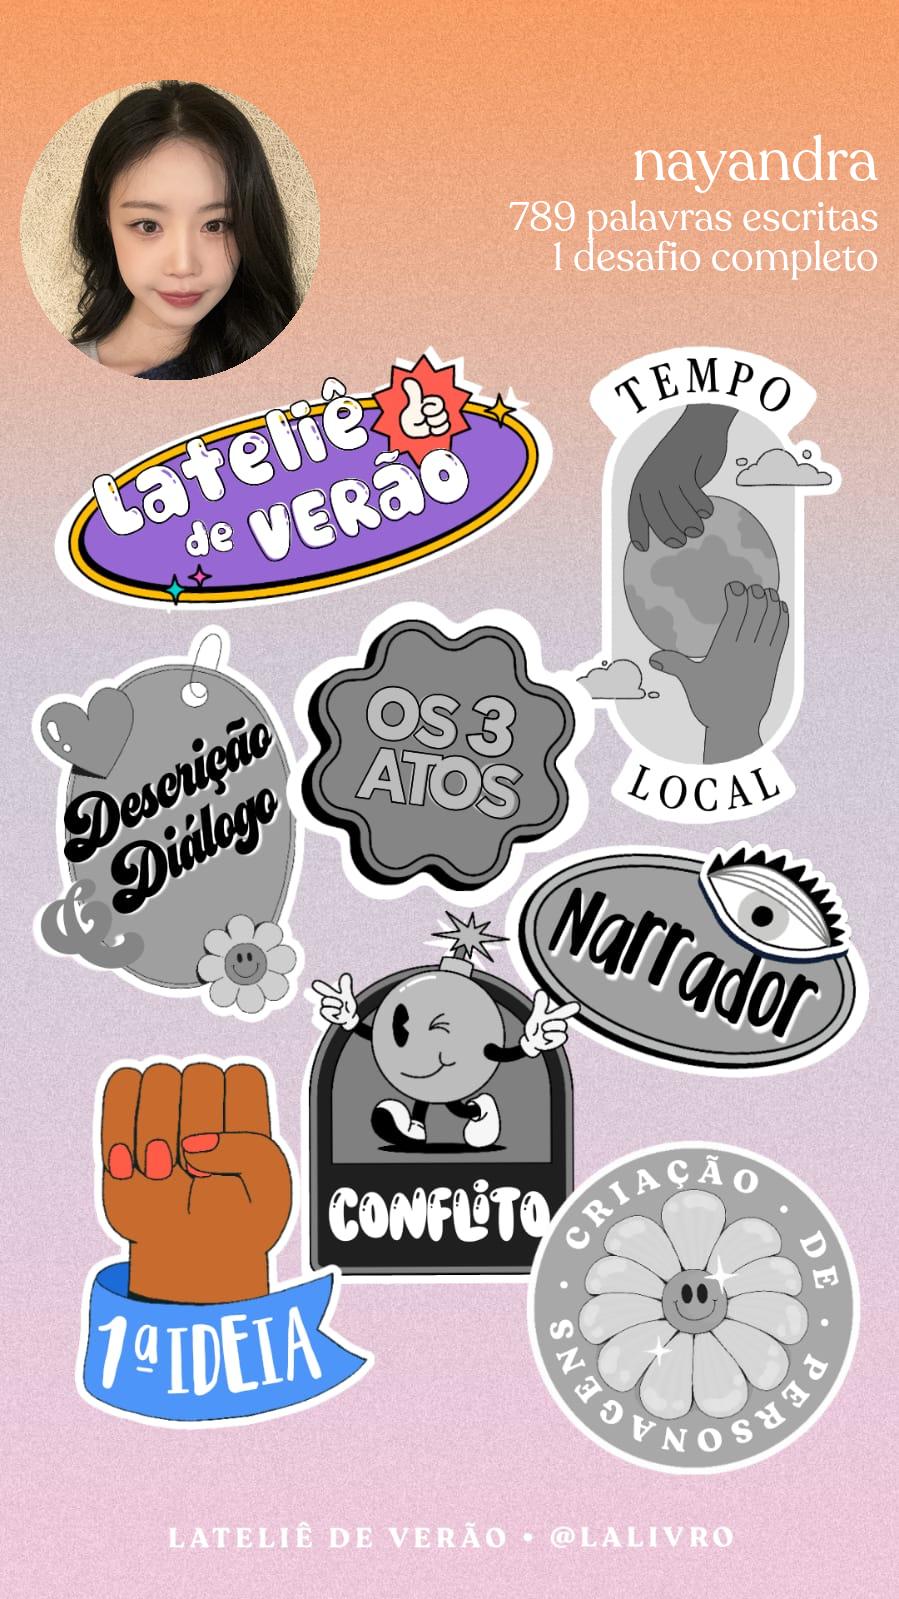 nayandra
789 palavras escritas
1 desafio completo
Lateliê
de VERÃO
TEMPO
LOCAL
OS 3
ATOS
Descrição
Diálogo
&
Narrador
CONFLiTO
1ª IDEIA
CRIAÇÃO · DE · PERSONAGENS ·
LATELIÊ DE VERÃO • @LALIVRO